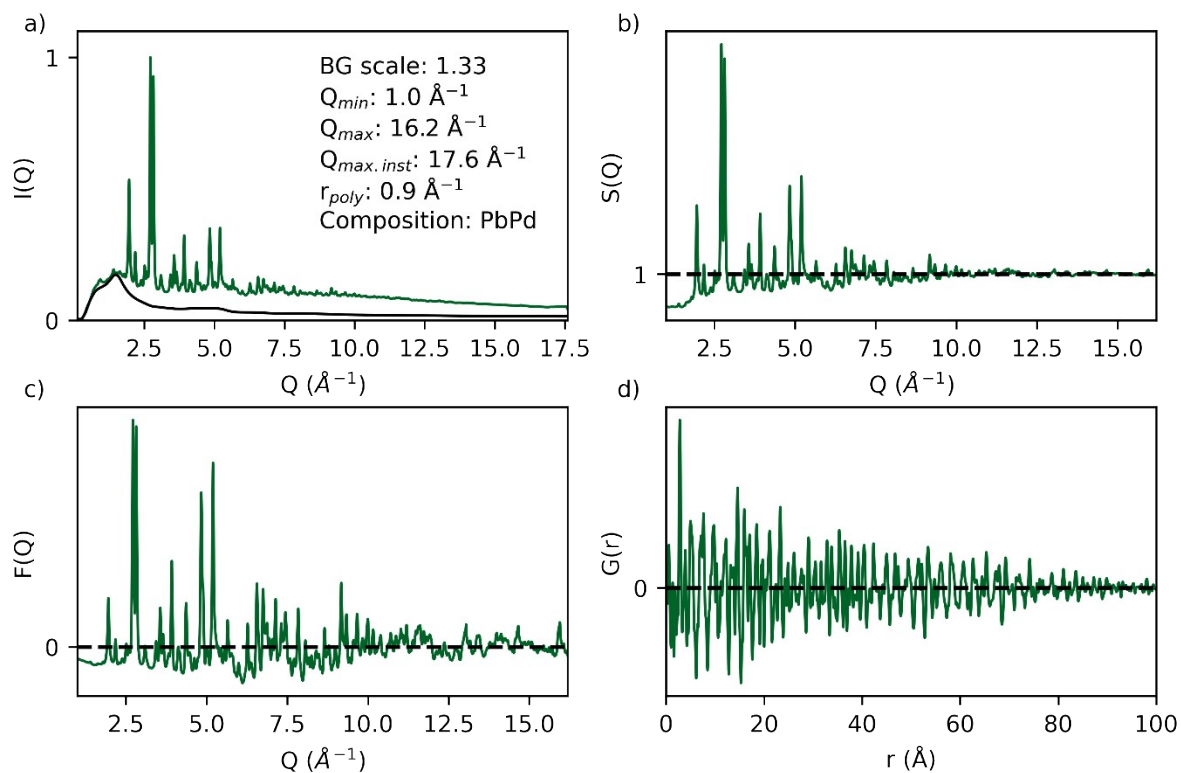 a)
1
0
I(Q)
BG scale: 1.33
Qmin: 1.0 Å−1
Qmax: 16.2 Å−1
Qmax.inst: 17.6 Å−1
rpoly: 0.9 Å−1
Composition: PbPd
2.5 5.0 7.5 10.0 12.5 15.0 17.5
Q (Å−1)
b)
1
S(Q)
2.5 5.0 7.5 10.0 12.5 15.0
Q (Å−1)
c)
0
F(Q)
2.5 5.0 7.5 10.0 12.5 15.0
Q (Å−1)
d)
0
G(r)
0 20 40 60 80 100
r (Å)